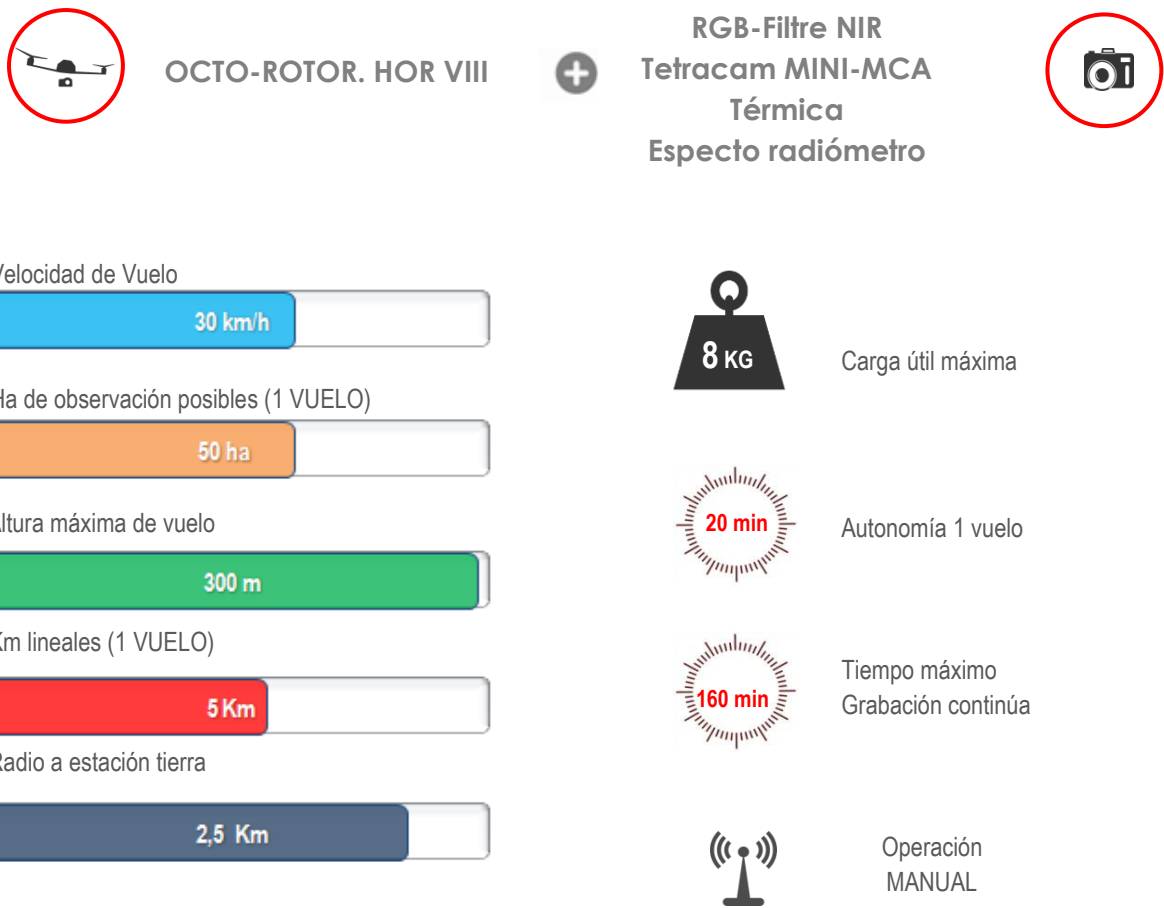 OCTO-ROTOR. HOR VIII
RGB-Filtre NIR
Tetracam MINI-MCA
Térmica
Especto radiómetro
Velocidad de Vuelo
30 km/h
Ha de observación posibles (1 VUELO)
50 ha
Altura máxima de vuelo
300 m
Km lineales (1 VUELO)
5 Km
Radio a estación tierra
2,5 Km
8 KG
Carga útil máxima
20 min
Autonomía 1 vuelo
160 min
Tiempo máximo
Grabación continúa
Operación
MANUAL